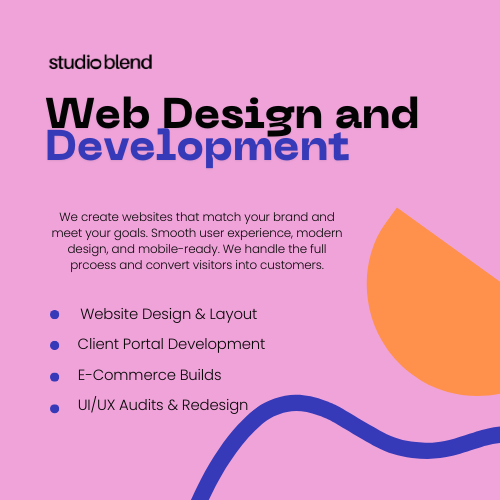 studio blend
Web Design and
Development
We create websites that match your brand and
meet your goals. Smooth user experience, modern
design, and mobile-ready. We handle the full
prcoess and convert visitors into customers.
Website Design & Layout
Client Portal Development
E-Commerce Builds
UI/UX Audits & Redesign